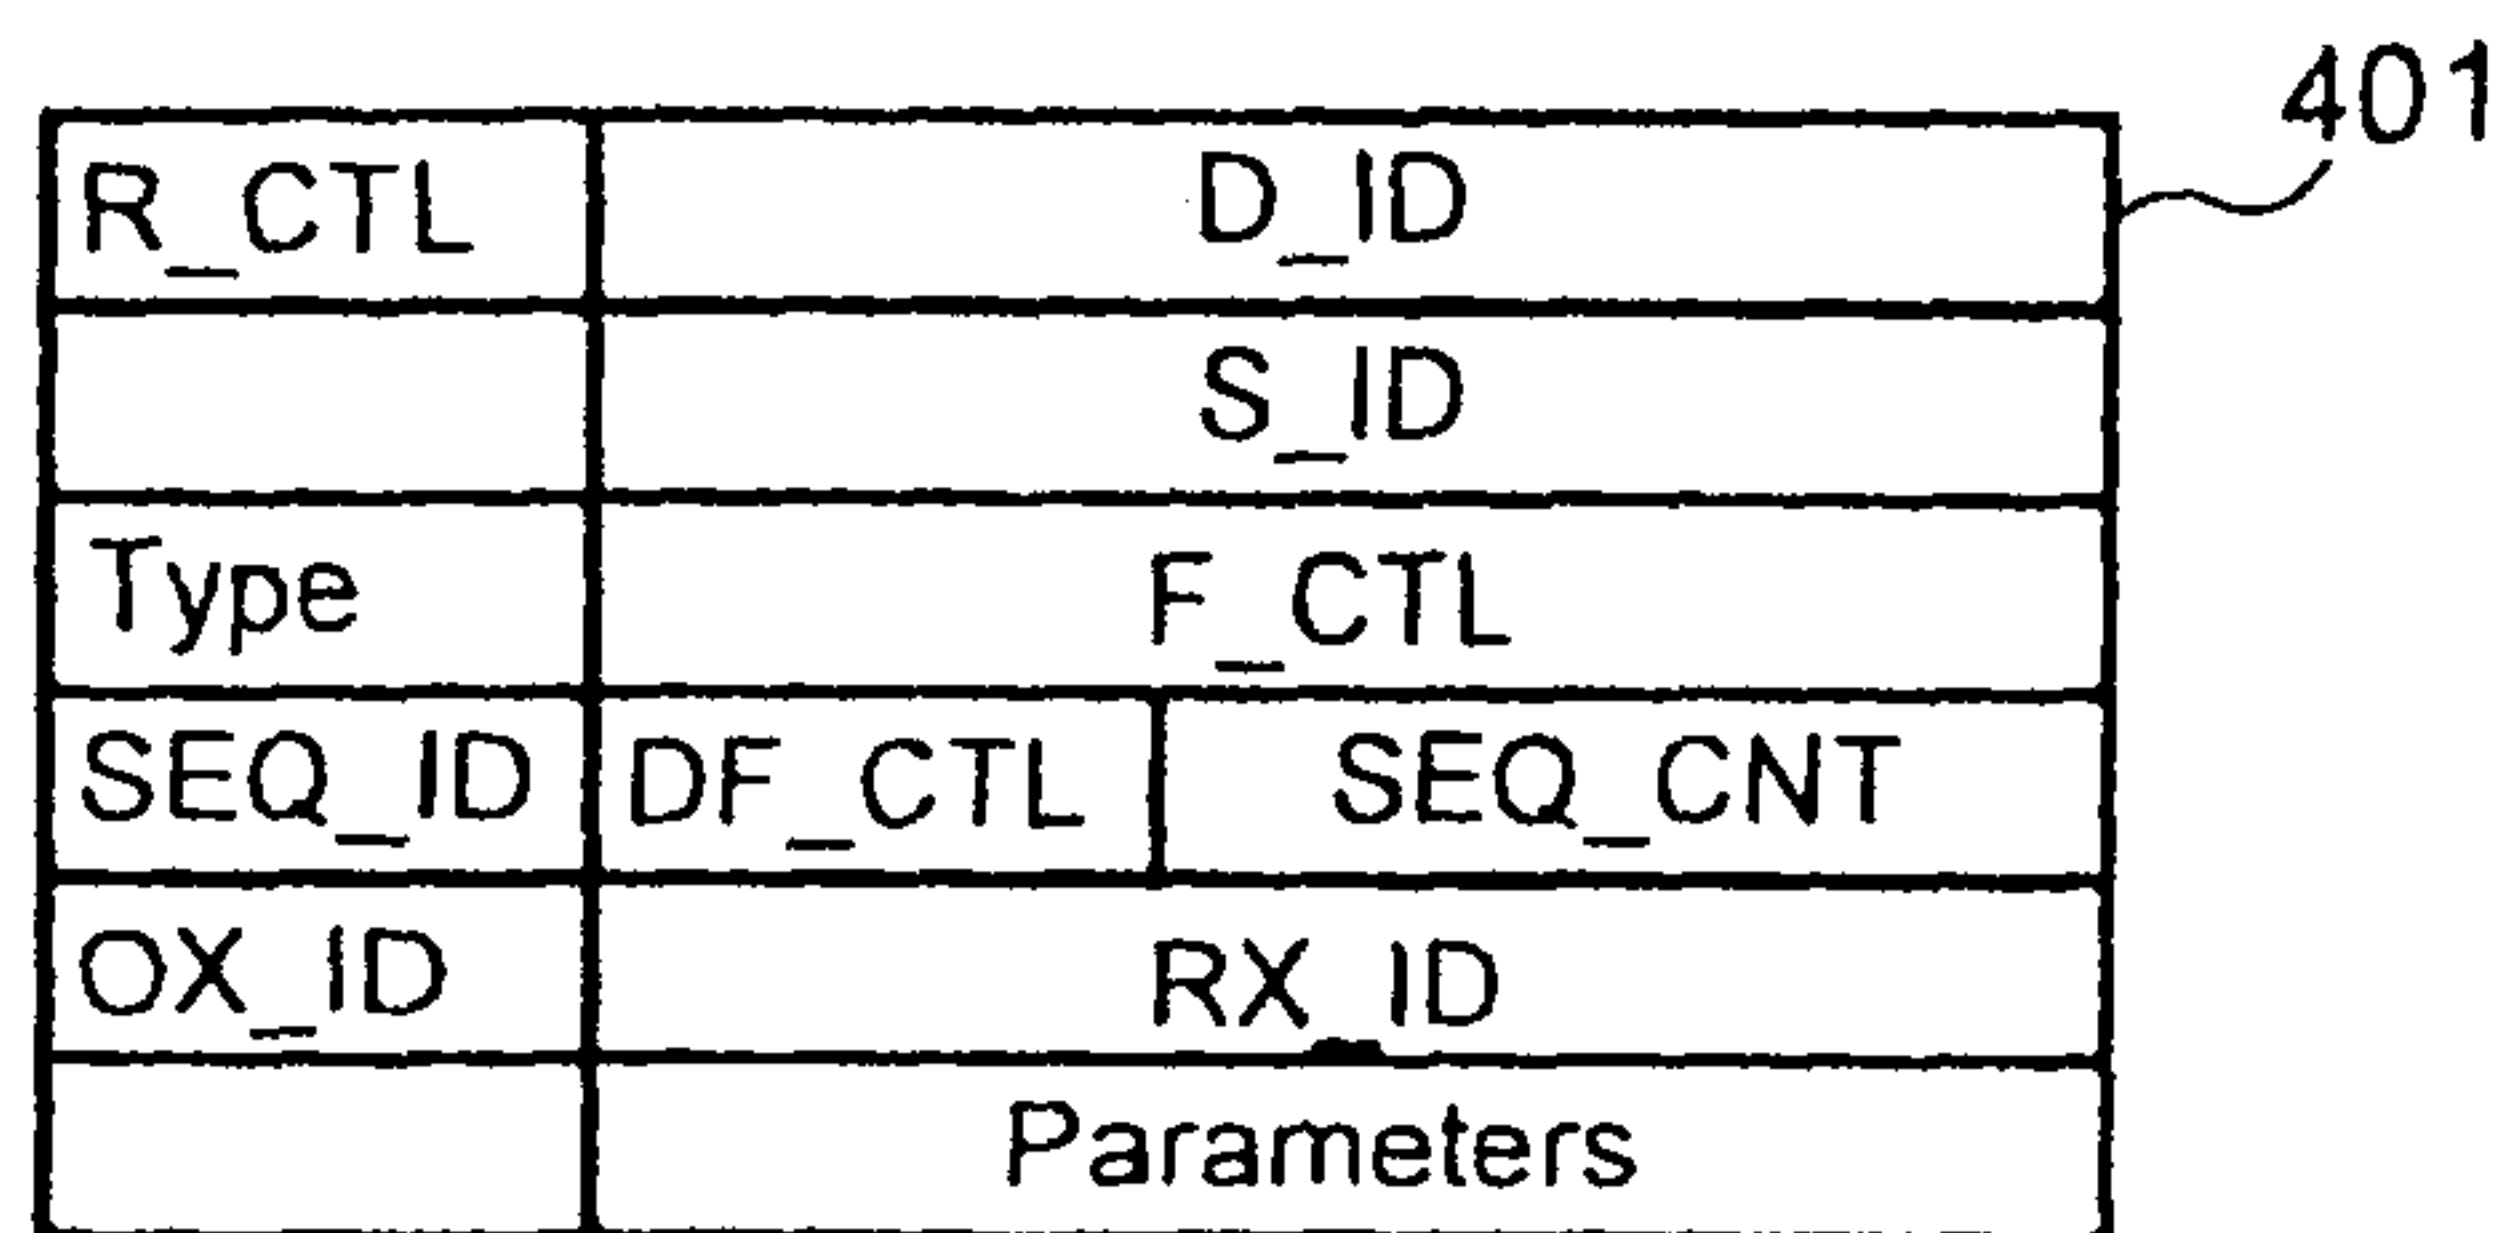 401
R_CTL D_ID
S_ID
Type F_CTL
SEQ_ID DF_CTL SEQ_CNT
OX_ID RX_ID
Parameters